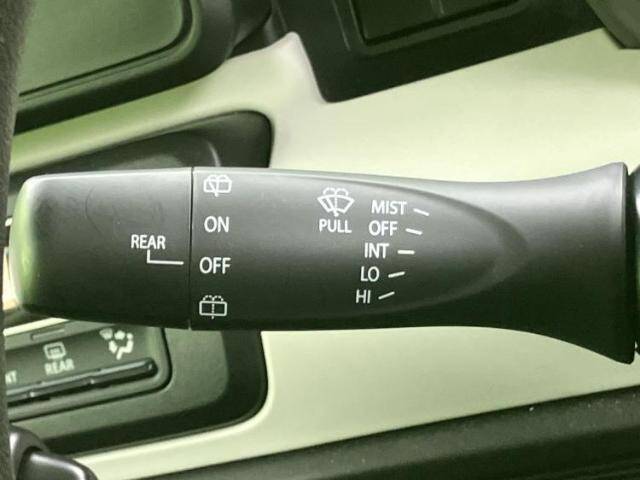 ON
REAR
OFF
PULL
MIST
OFF
INT
LO
HI
REAR